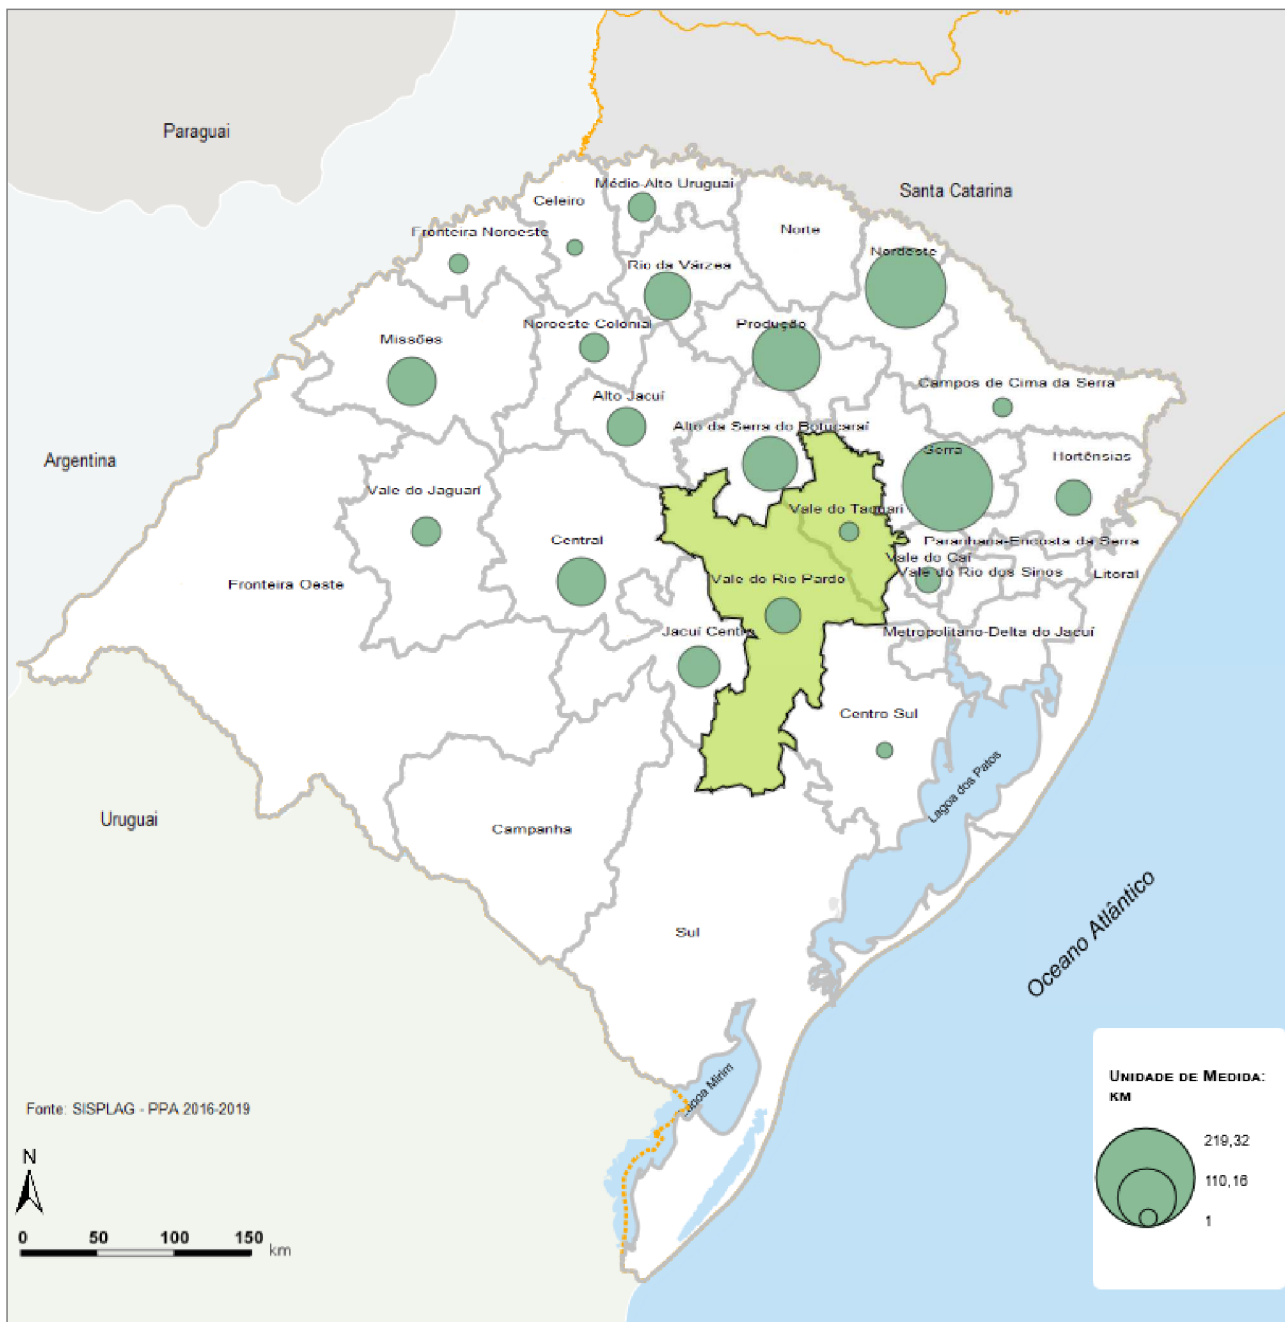 Paraguai
Santa Catarina
Médio-Alto Uruguai
Celeiro
Norte
Fronteira Noroeste
Nordeste
Rio da Várzea
Noroeste Colonial
Produção
Missões
Campos de Cima da Serra
Alto Jacuí
Alto da Serra do Botucaraí
Serra
Hortênsias
Argentina
Vale do Jaguarí
Vale do Taquari
Central
Paranhana-Encosta da Serra
Vale do Caí
Vale do Rio dos Sinos
Litoral
Fronteira Oeste
Vale do Rio Pardo
Jacuí Centro
Metropolitano-Delta do Jacuí
Centro Sul
Lagoa dos Patos
Uruguai
Campanha
Sul
Oceano Atlântico
Lagoa Mirim
Fonte: SISPLAG - PPA 2016-2019
N
0 50 100 150
km
UNIDADE DE MEDIDA:
KM
219,32
110,16
1